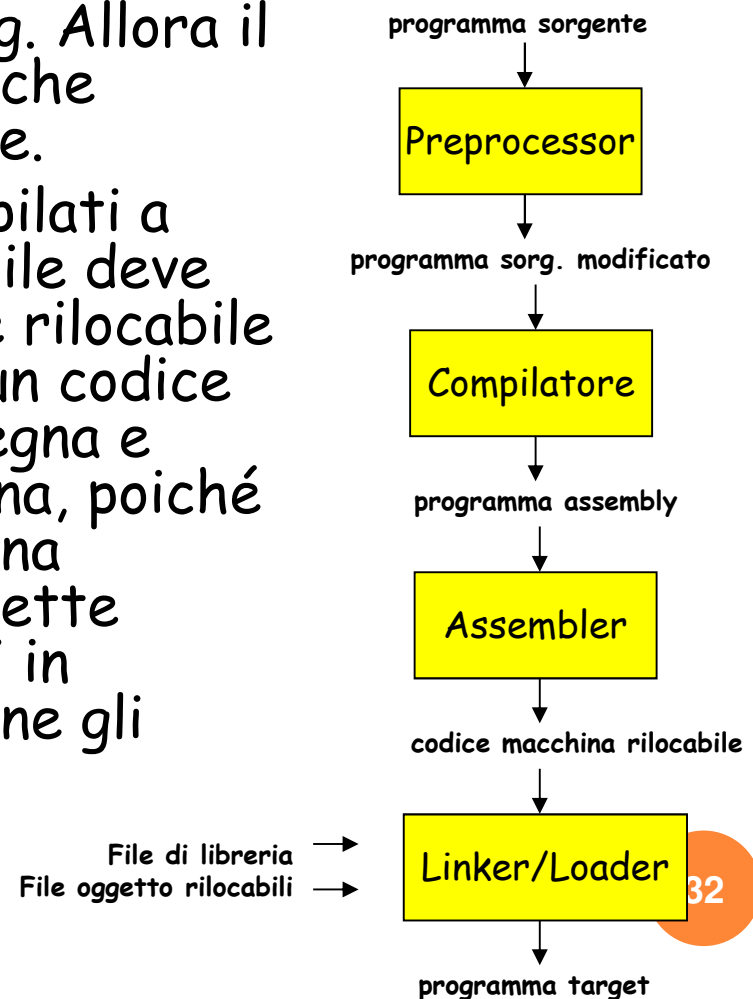 g. Allora il
che
e.
pilati a
ile deve
e rilocabile
un codice
egna e
na, poiché
na
ette
in
ne gli
programma sorgente
Preprocessor
programma sorg. modificato
Compilatore
programma assembly
Assembler
codice macchina rilocabile
File di libreria
File oggetto rilocabili
Linker/Loader
32
programma target